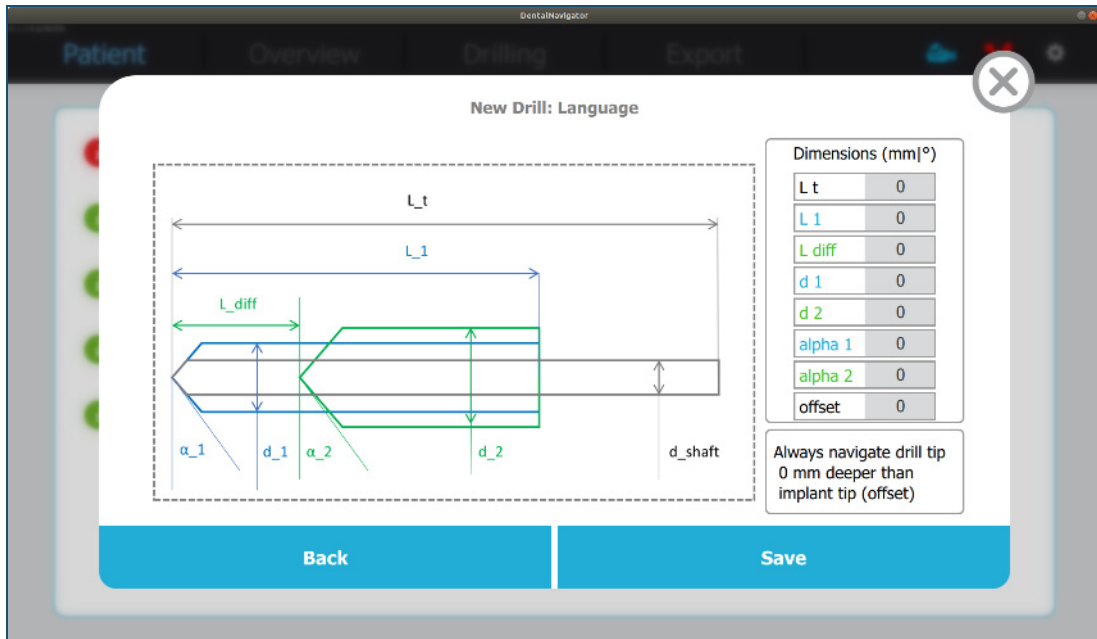 DentalNavigator
Patient Overview Drilling Export
New Drill: Language
L_t
L_1
L_diff
α_1 d_1 α_2 d_2 d_shaft
Dimensions (mm|°)
L t 0
L 1 0
L diff 0
d 1 0
d 2 0
alpha 1 0
alpha 2 0
offset 0
Always navigate drill tip
0 mm deeper than
implant tip (offset)
Back Save